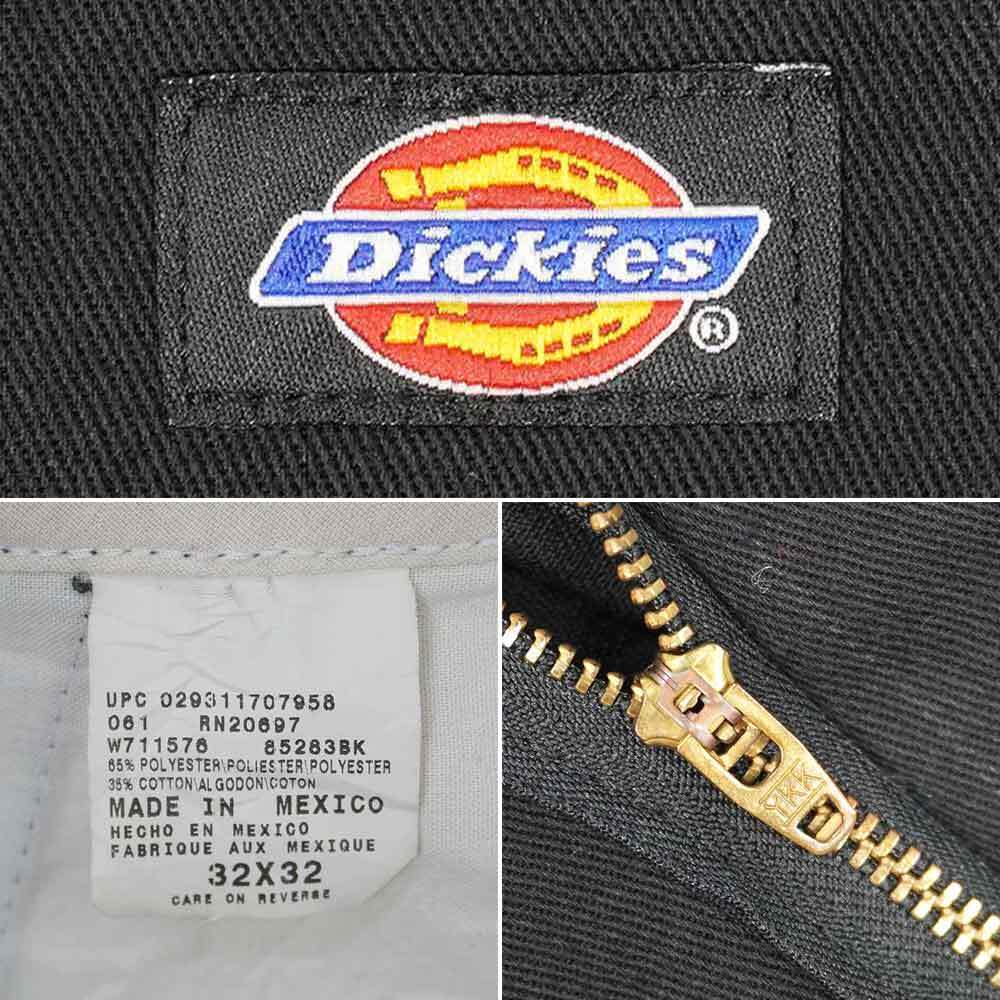 Dickies
®
UPC 029311707958
061 RN20697
W711576 85283BK
65% POLYESTER\POLIESTER\POLYESTER
35% COTTON\ALGODON\COTON
MADE IN MEXICO
HECHO EN MEXICO
FABRIQUE AUX MEXIQUE
32X32
CARE ON REVERSE
YKK